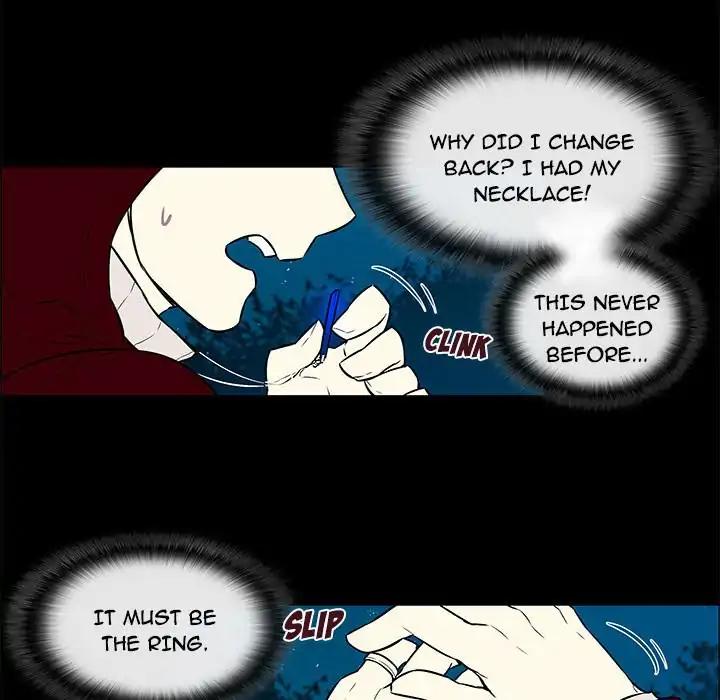 WHY DID I CHANGE
BACK? I HAD MY
NECKLACE!
THIS NEVER
HAPPENED
BEFORE...
CLINK
IT MUST BE
THE RING.
SLIP